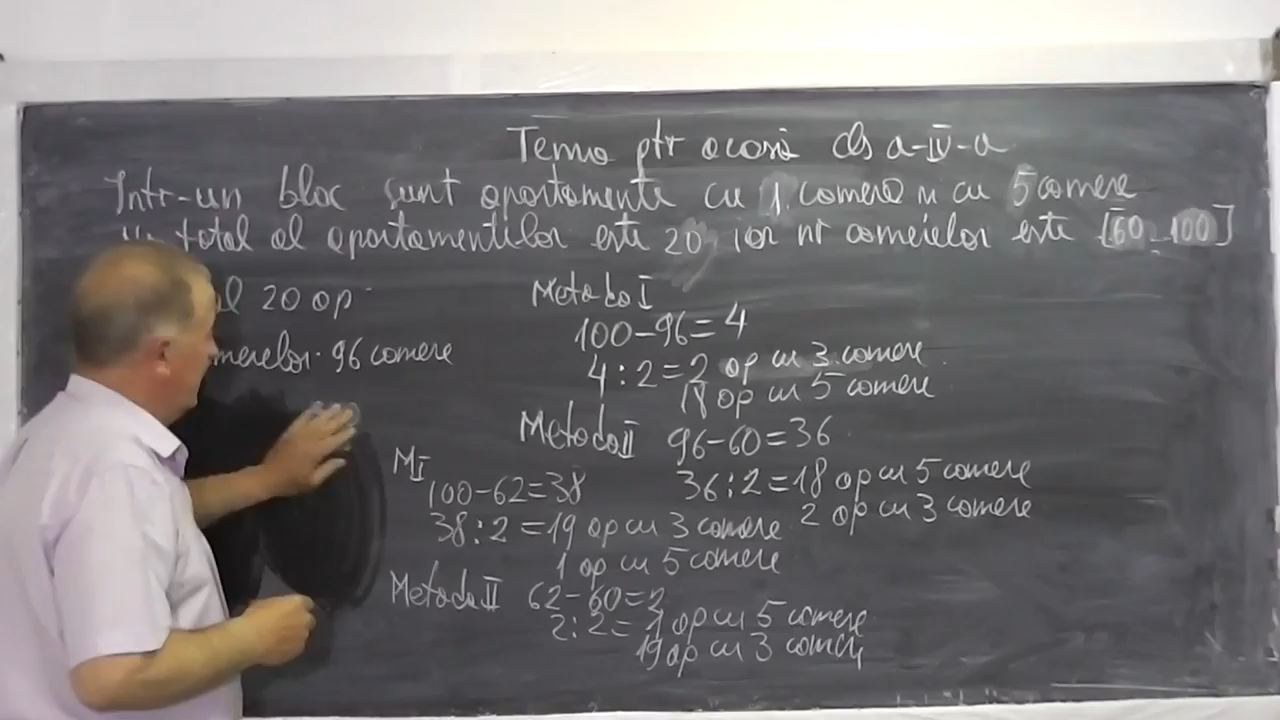 Tema ptr acasă cls a-IV-a
Intr-un bloc sunt apartamente cu camere și cu 5 camere
total al apartamentelor este 20, iar nr camerelor este [60 100]
20 ap
96 camere
Metoda I
100-96=4
4:2=2 ap cu 3 camere
18 ap cu 5 camere
Metoda II 96-60=36
36:2=18 ap cu 5 camere
2 ap cu 3 camere
MI
100-62=38
38:2=19 ap cu 3 camere
1 ap cu 5 camere
Metoda II 62-60=2
2:2=1 ap cu 5 camere
19 ap cu 3 camere